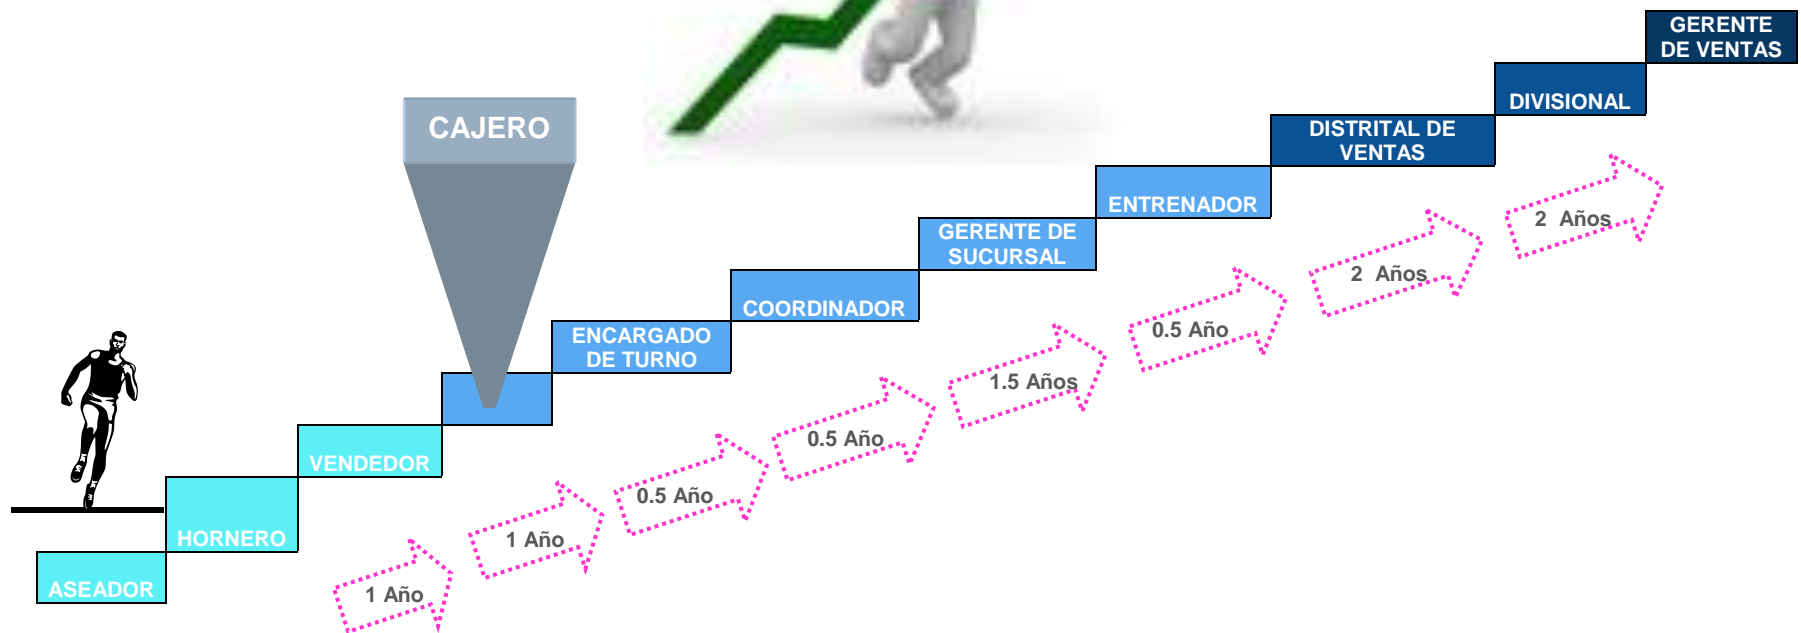 GERENTE
DE VENTAS
DIVISIONAL
DISTRITAL DE
VENTAS
ENTRENADOR
GERENTE DE
SUCURSAL
COORDINADOR
ENCARGADO
DE TURNO
CAJERO
VENDEDOR
HORNERO
ASEADOR
1 Año
1 Año
0.5 Año
0.5 Año
1.5 Años
0.5 Año
2 Años
2 Años